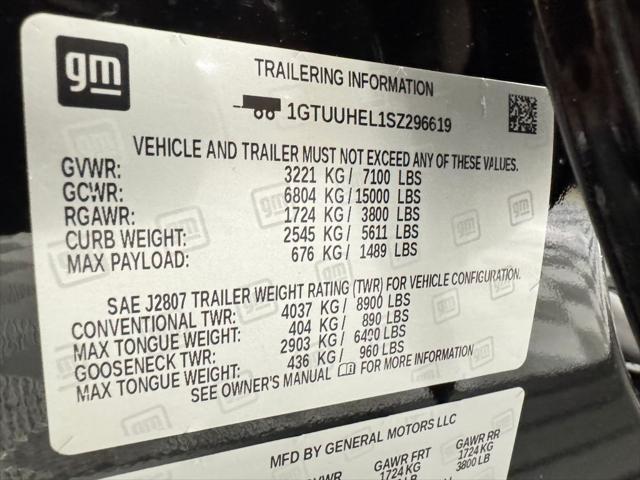 gm
TRAILERING INFORMATION
1GTUUHEL1SZ296619
VEHICLE AND TRAILER MUST NOT EXCEED ANY OF THESE VALUES.
GVWR: 3221 KG/ 7100 LBS
GCWR: 6804 KG/ 15000 LBS
RGAWR: 1724 KG/ 3800 LBS
CURB WEIGHT: 2545 KG/ 5611 LBS
MAX PAYLOAD: 676 KG/ 1489 LBS
SAE J2807 TRAILER WEIGHT RATING (TWR) FOR VEHICLE CONFIGURATION.
CONVENTIONAL TWR: 4037 KG/ 8900 LBS
MAX TONGUE WEIGHT: 404 KG/ 890 LBS
GOOSENECK TWR: 2903 KG/ 6400 LBS
MAX TONGUE WEIGHT: 436 KG/ 960 LBS
SEE OWNER'S MANUAL FOR MORE INFORMATION
MFD BY GENERAL MOTORS LLC
GVWR GAWR FRT GAWR RR
1724 KG 1724KG
3800 LB